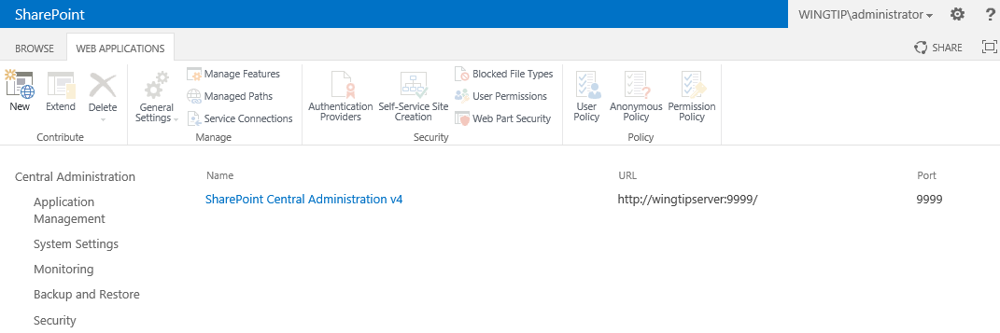 SharePoint
WINGTIP\administrator
?
BROWSE
WEB APPLICATIONS
SHARE
New
Extend
Delete
General
Settings
Manage Features
Managed Paths
Service Connections
Authentication
Providers
Self-Service Site
Creation
Blocked File Types
User Permissions
Web Part Security
User
Policy
Anonymous
Policy
Permission
Policy
Contribute
Manage
Security
Policy
Central Administration
Application
Management
System Settings
Monitoring
Backup and Restore
Security
Name
URL
Port
SharePoint Central Administration v4
http://wingtipserver:9999/
9999